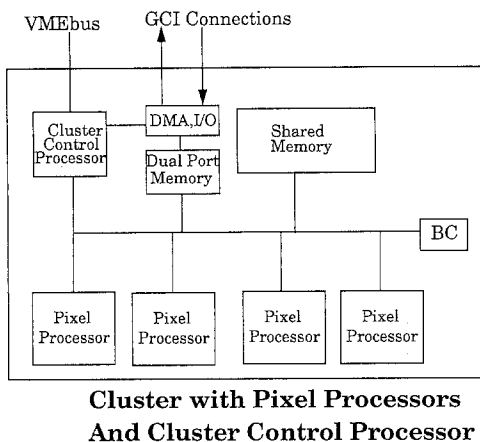 VMEbus
GCI Connections
Cluster
Control
Processor
DMA,I/O
Dual Port
Memory
Shared
Memory
BC
Pixel
Processor
Pixel
Processor
Pixel
Processor
Pixel
Processor
Cluster with Pixel Processors
And Cluster Control Processor